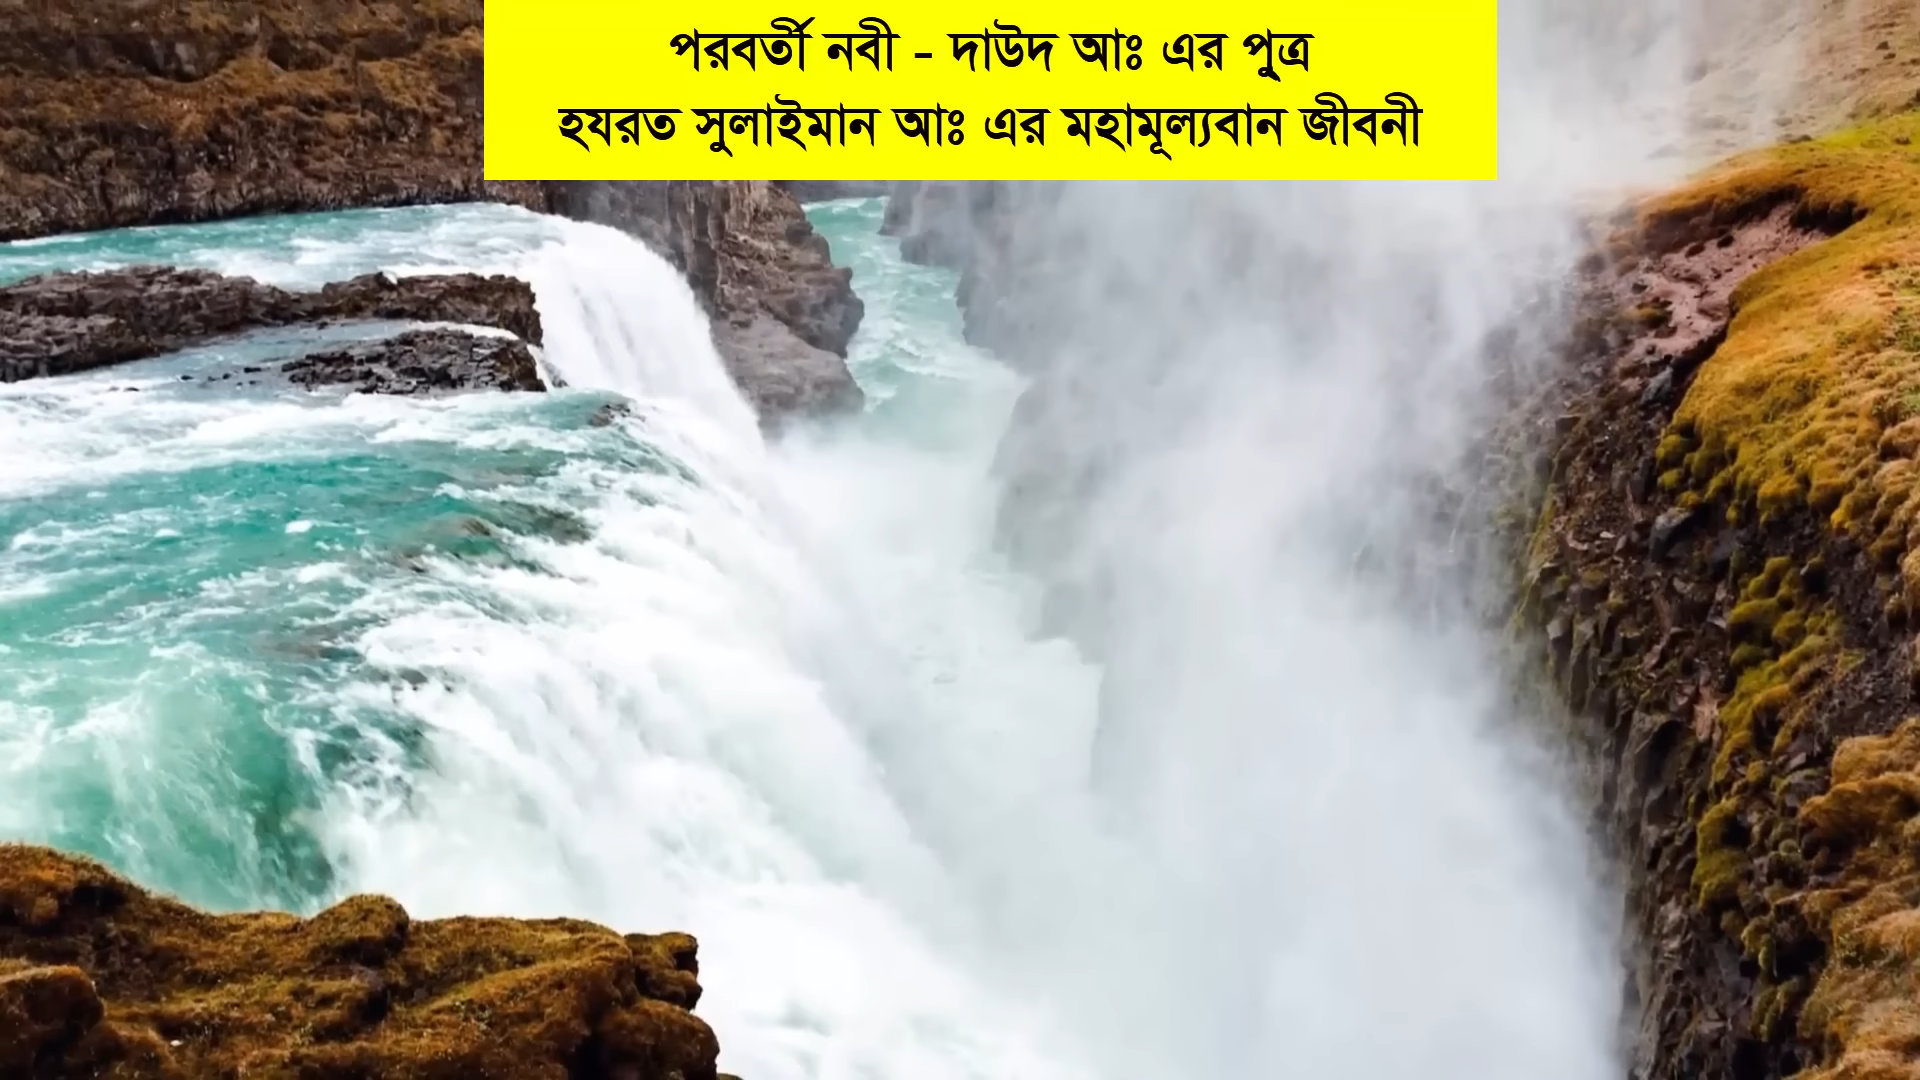 পরবর্তী নবী - দাউদ আঃ এর পুত্র
হযরত সুলাইমান আঃ এর মহামূল্যবান জীবনী